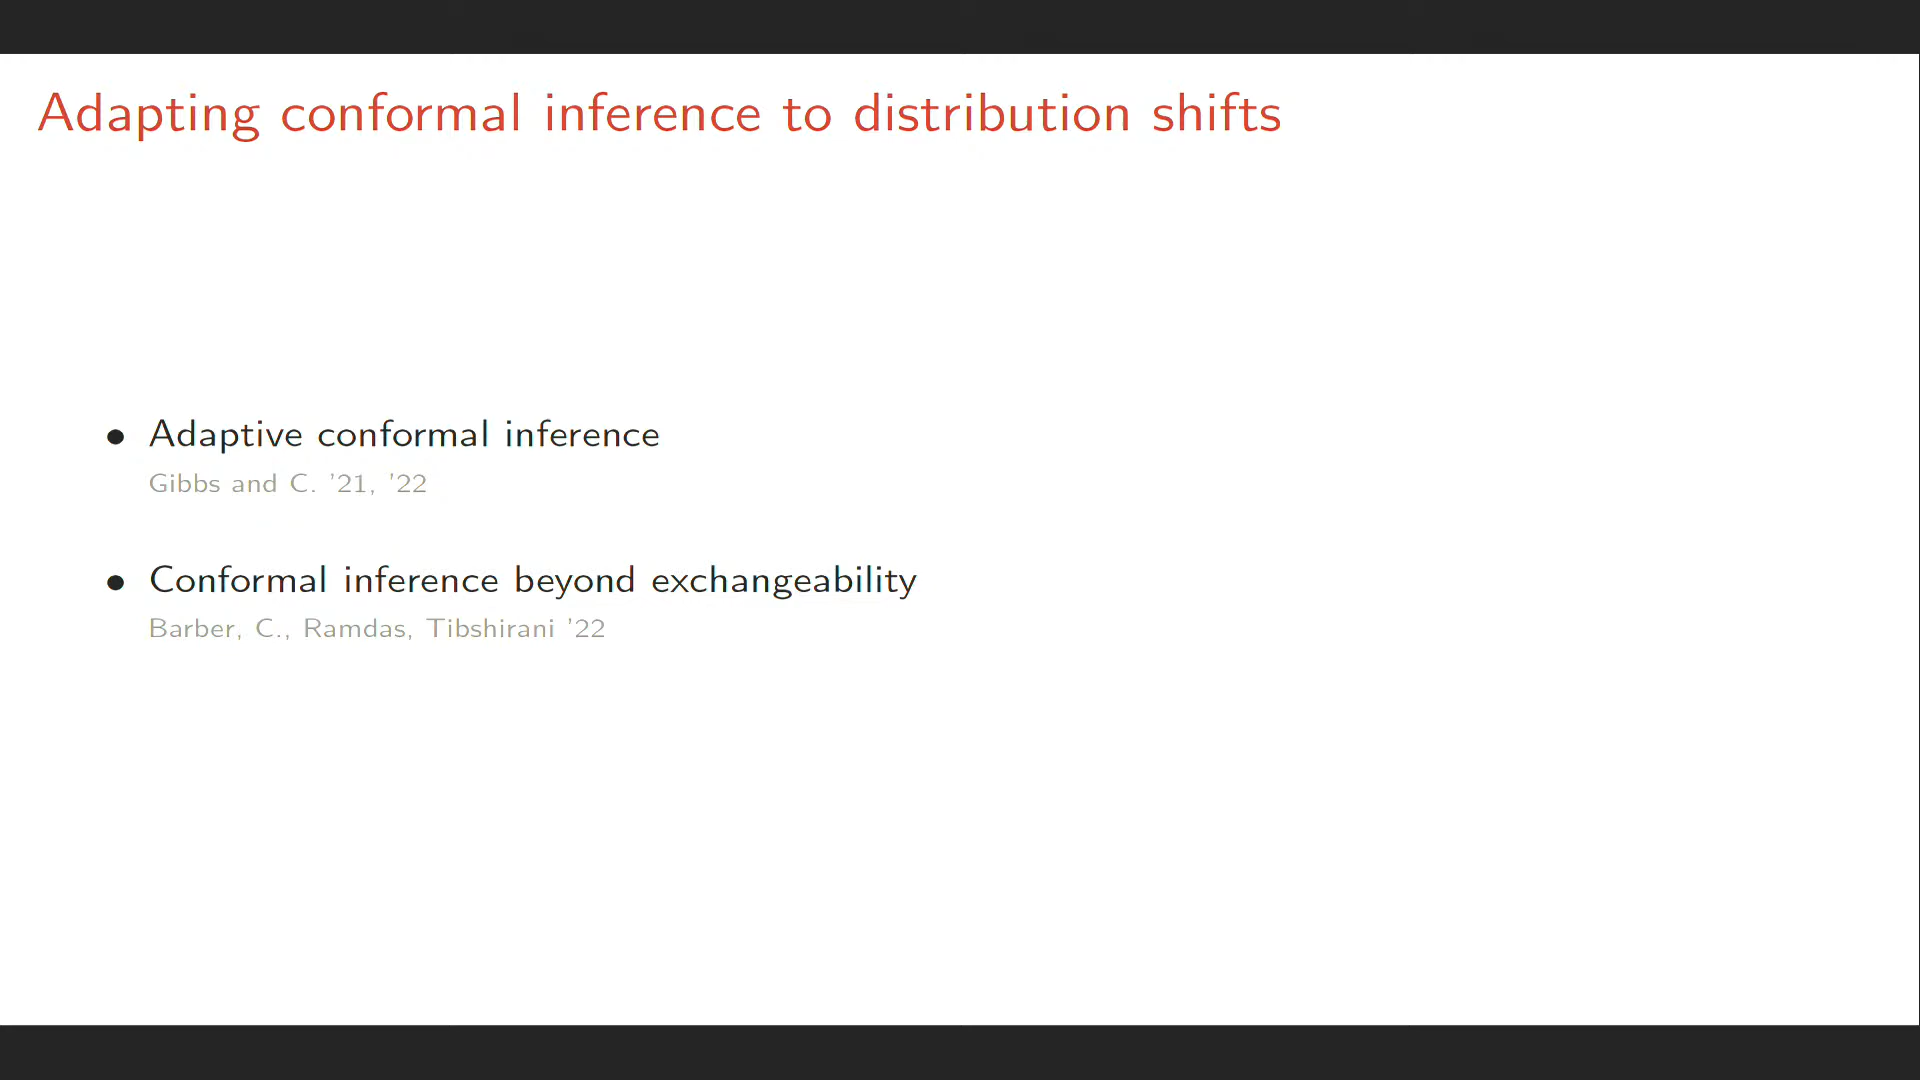 Adapting conformal inference to distribution shifts
• Adaptive conformal inference
Gibbs and C. '21, '22
• Conformal inference beyond exchangeability
Barber, C., Ramdas, Tibshirani '22